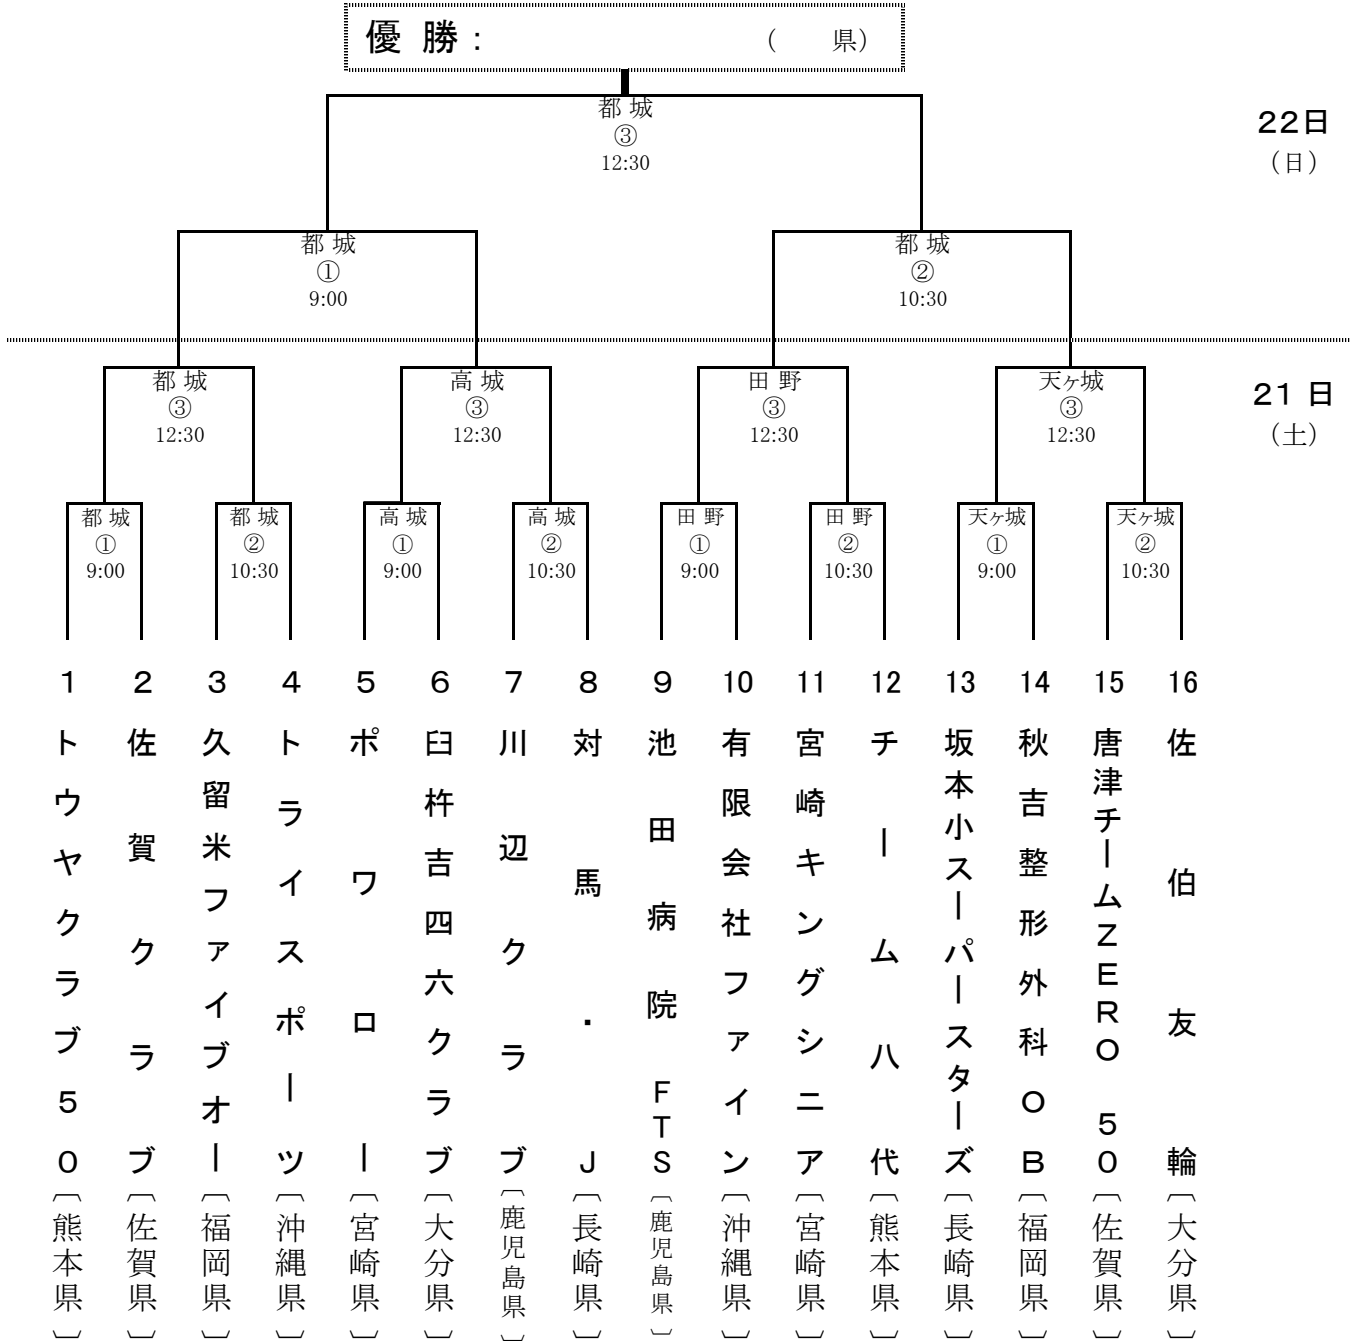 優 勝 : （　　県）
都 城
③
12:30
22日
（日）
都 城
①
9:00
都 城
②
10:30
都 城
③
12:30
高 城
③
12:30
田 野
③
12:30
天ヶ城
③
12:30
21 日
（土）
都 城
①
9:00
都 城
②
10:30
高 城
①
9:00
高 城
②
10:30
田 野
①
9:00
田 野
②
10:30
天ヶ城
①
9:00
天ヶ城
②
10:30
1 トウヤクラブ50 〔熊本県〕
2 佐賀クラブ 〔佐賀県〕
3 久留米ファイブオー 〔福岡県〕
4 トライスポーツ 〔沖縄県〕
5 ポワロー 〔宮崎県〕
6 臼杵吉四六クラブ 〔大分県〕
7 川辺クラブ 〔鹿児島県〕
8 対馬・J 〔長崎県〕
9 池田病院 FTS 〔鹿児島県〕
10 有限会社ファイン 〔沖縄県〕
11 宮崎キングシニア 〔宮崎県〕
12 チーム八代 〔熊本県〕
13 坂本小スーパースターズ 〔長崎県〕
14 秋吉整形外科OB 〔福岡県〕
15 唐津チームZERO 50 〔佐賀県〕
16 佐伯友輪 〔大分県〕